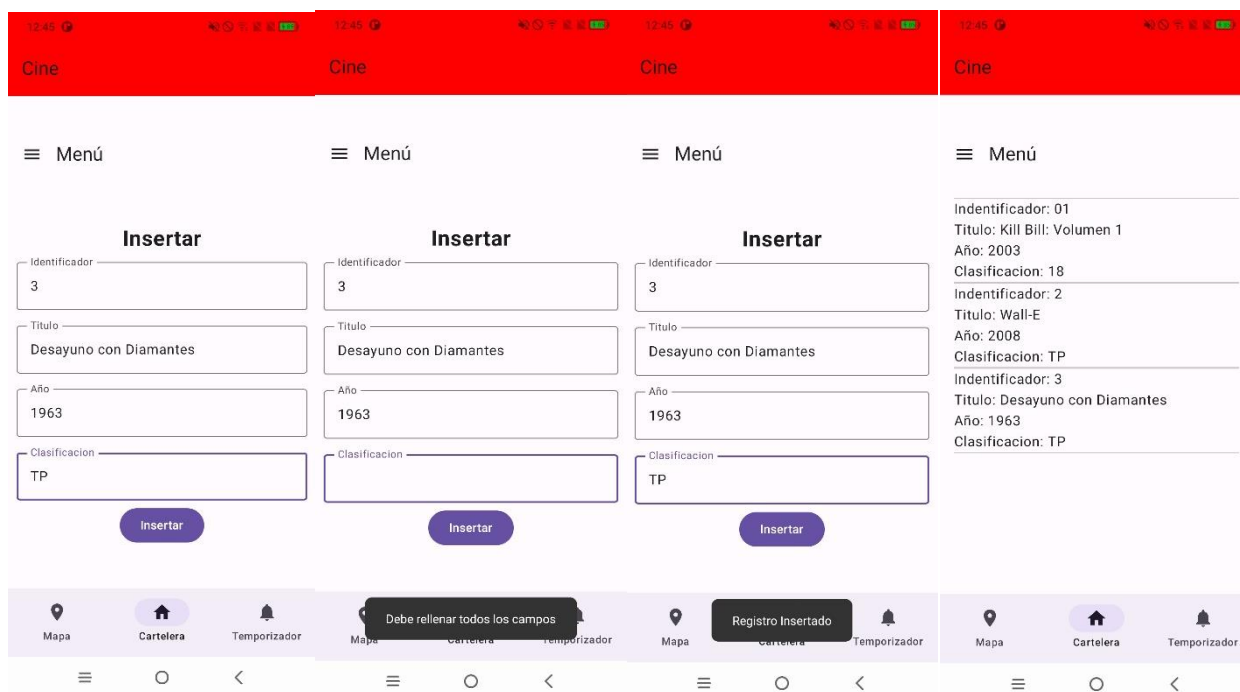 12:45
Cine
Menú
Insertar
Identificador
3
Titulo
Desayuno con Diamantes
Año
1963
Clasificacion
TP
Insertar
Mapa
Cartelera
Temporizador
12:45
Cine
Menú
Insertar
Identificador
3
Titulo
Desayuno con Diamantes
Año
1963
Clasificacion
Insertar
Debe rellenar todos los campos
Mapa
Cartelera
Temporizador
12:45
Cine
Menú
Insertar
Identificador
3
Titulo
Desayuno con Diamantes
Año
1963
Clasificacion
TP
Insertar
Registro Insertado
Mapa
Cartelera
Temporizador
12:45
Cine
Menú
Indentificador: 01
Titulo: Kill Bill: Volumen 1
Año: 2003
Clasificacion: 18
Indentificador: 2
Titulo: Wall-E
Año: 2008
Clasificacion: TP
Indentificador: 3
Titulo: Desayuno con Diamantes
Año: 1963
Clasificacion: TP
Mapa
Cartelera
Temporizador